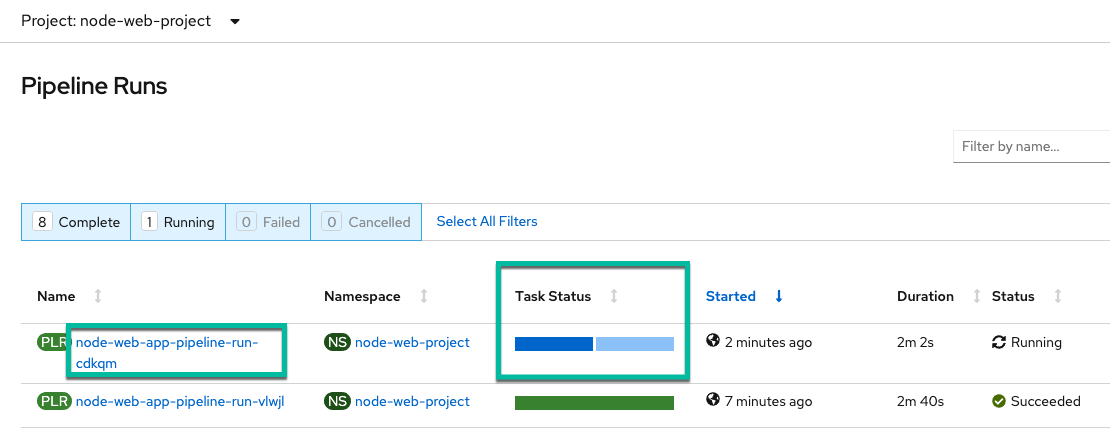 Project: node-web-project
Pipeline Runs
Filter by name...
8 Complete 1 Running 0 Failed 0 Cancelled Select All Filters
Name Namespace Task Status Started Duration Status
PLR node-web-app-pipeline-run-cdkqm NS node-web-project 2 minutes ago 2m 2s Running
PLR node-web-app-pipeline-run-vlwjl NS node-web-project 7 minutes ago 2m 40s Succeeded